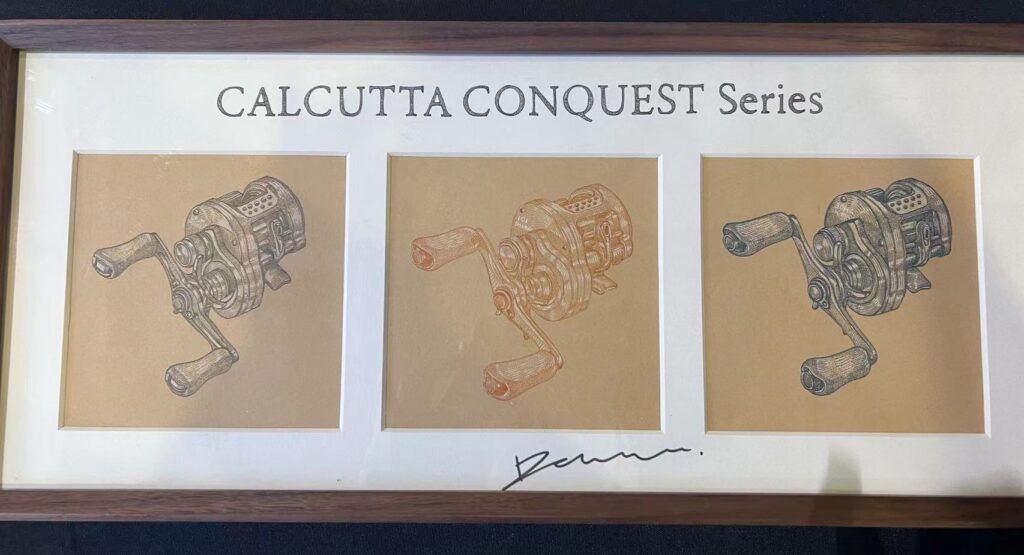 CALCUTTA CONQUEST Series